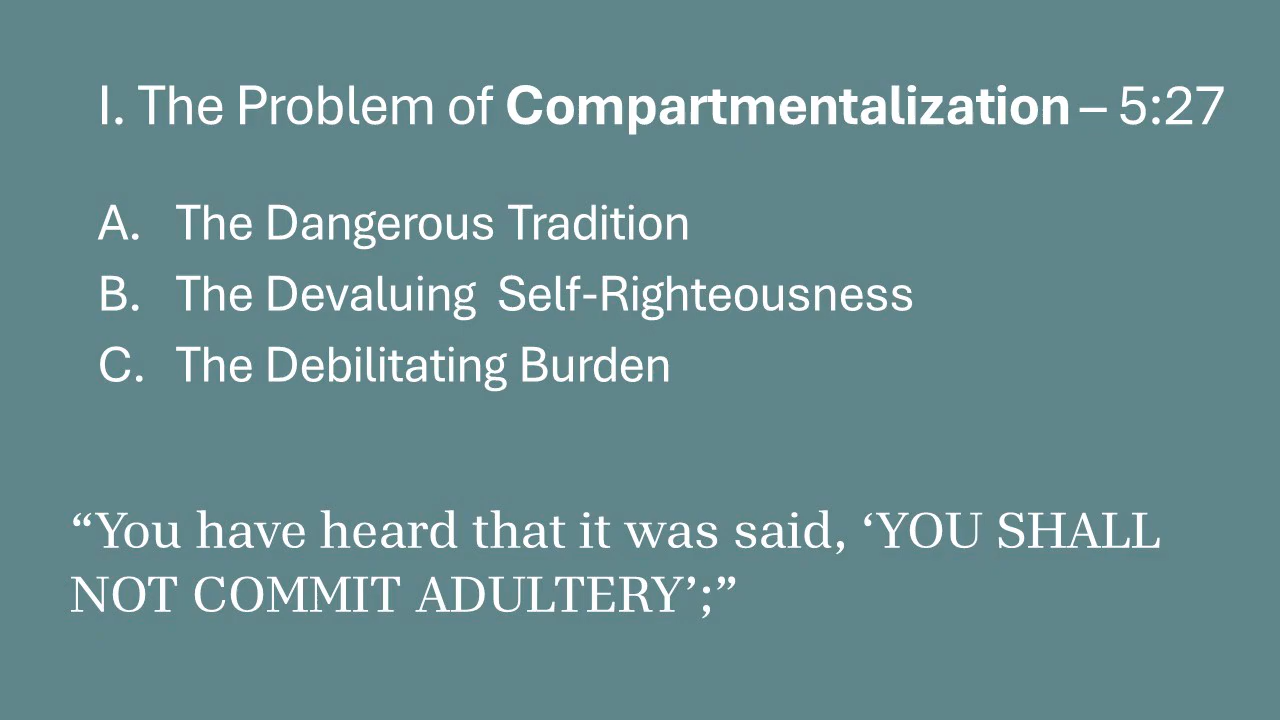 I. The Problem of Compartmentalization – 5:27
A. The Dangerous Tradition
B. The Devaluing  Self-Righteousness
C. The Debilitating Burden
“You have heard that it was said, ‘YOU SHALL
NOT COMMIT ADULTERY’;”